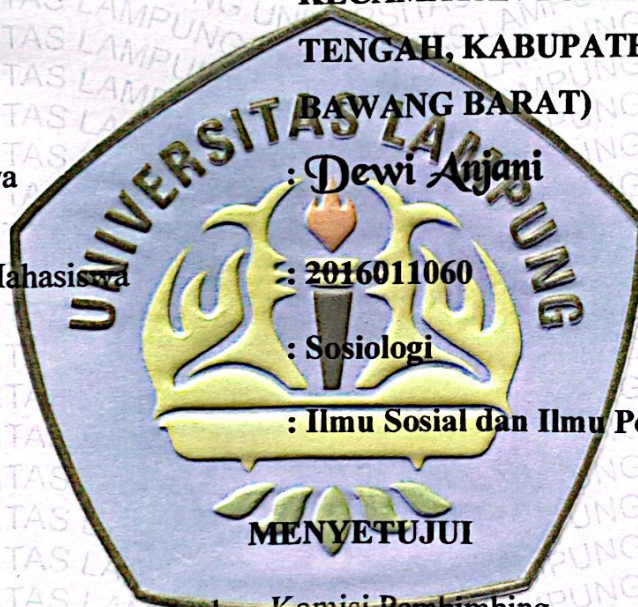 TENGAH, KABUPATE
BAWANG BARAT)
UNIVERSITAS LAMPUNG
a : Dewi Anjani
Mahasiswa : 2016011060
: Sosiologi
: Ilmu Sosial dan Ilmu Po
MENYETUJUI
Komisi Pembimbing